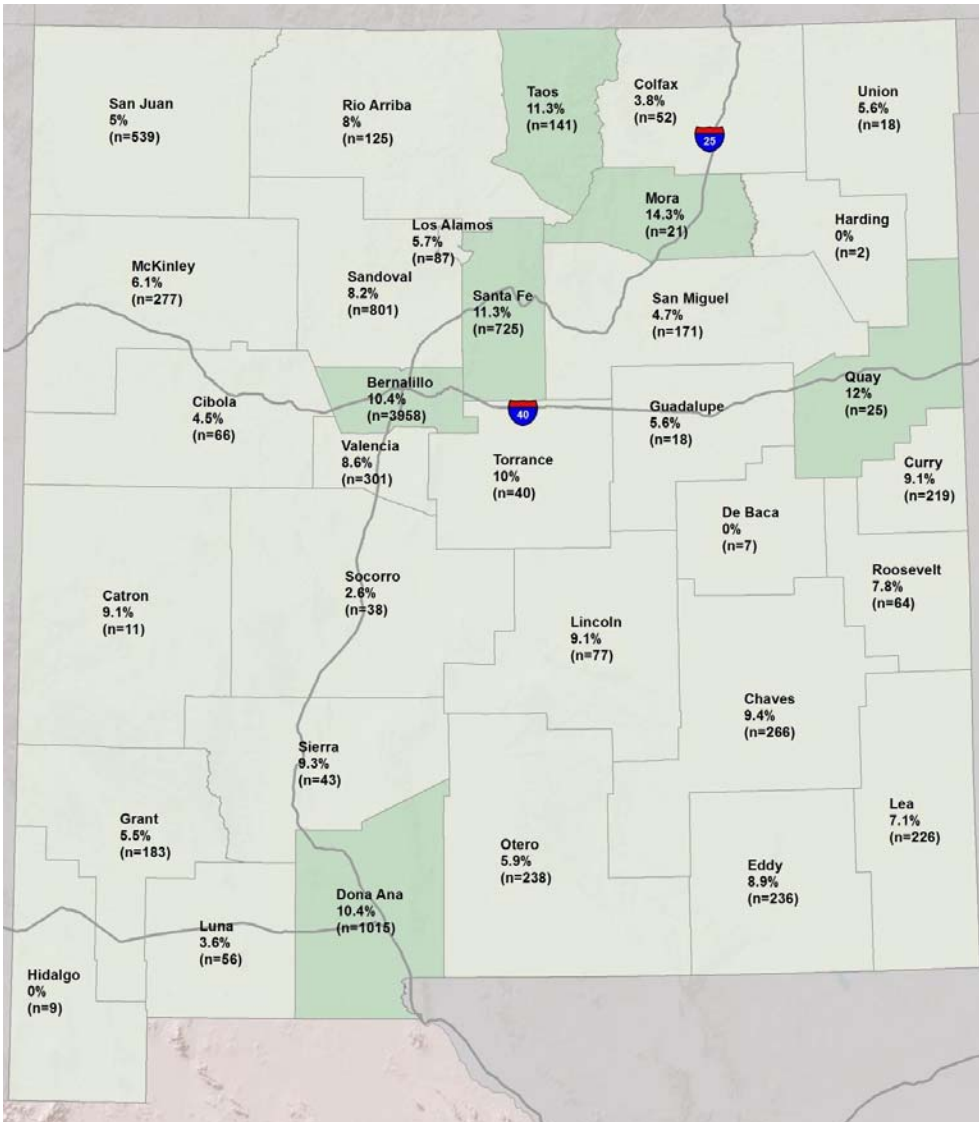 San Juan
5%
(n=539)
Rio Arriba
8%
(n=125)
Taos
11.3%
(n=141)
Colfax
3.8%
(n=52)
Union
5.6%
(n=18)
25
Mora
14.3%
(n=21)
Harding
0%
(n=2)
Los Alamos
5.7%
(n=87)
McKinley
6.1%
(n=277)
Sandoval
8.2%
(n=801)
Santa Fe
11.3%
(n=725)
San Miguel
4.7%
(n=171)
Bernalillo
10.4%
(n=3958)
Quay
12%
(n=25)
Cibola
4.5%
(n=66)
40
Guadalupe
5.6%
(n=18)
Valencia
8.6%
(n=301)
Torrance
10%
(n=40)
Curry
9.1%
(n=219)
De Baca
0%
(n=7)
Roosevelt
7.8%
(n=64)
Catron
9.1%
(n=11)
Socorro
2.6%
(n=38)
Lincoln
9.1%
(n=77)
Chaves
9.4%
(n=266)
Sierra
9.3%
(n=43)
Grant
5.5%
(n=183)
Otero
5.9%
(n=238)
Lea
7.1%
(n=226)
Eddy
8.9%
(n=236)
Dona Ana
10.4%
(n=1015)
Luna
3.6%
(n=56)
Hidalgo
0%
(n=9)